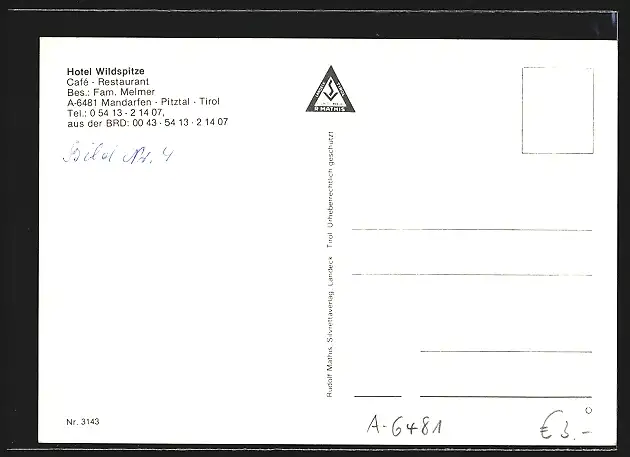 Hotel Wildspitze
Café - Restaurant
Bes.: Fam. Melmer
A-6481 Mandarfen - Pitztal - Tirol
Tel.: 0 54 13 - 2 14 07,
aus der BRD: 00 43 - 54 13 - 2 14 07
Bild Nr. 4
Nr. 3143
R MATHIS
Rudolf Mathis, Silvrettaverlag, Landeck Tirol. Urheberrechtlich geschützt
A-6481
€ 3.-